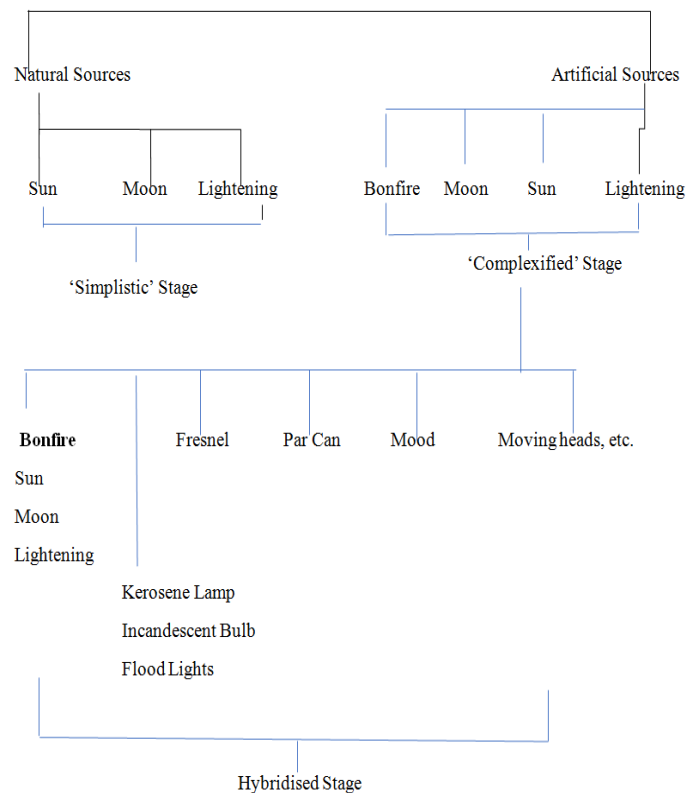 Natural Sources Artificial Sources
Sun Moon Lightening Bonfire Moon Sun Lightening
‘Simplistic’ Stage ‘Complexified’ Stage
Bonfire Fresnel Par Can Mood Moving heads, etc.
Sun
Moon
Lightening
Kerosene Lamp
Incandescent Bulb
Flood Lights
Hybridised Stage